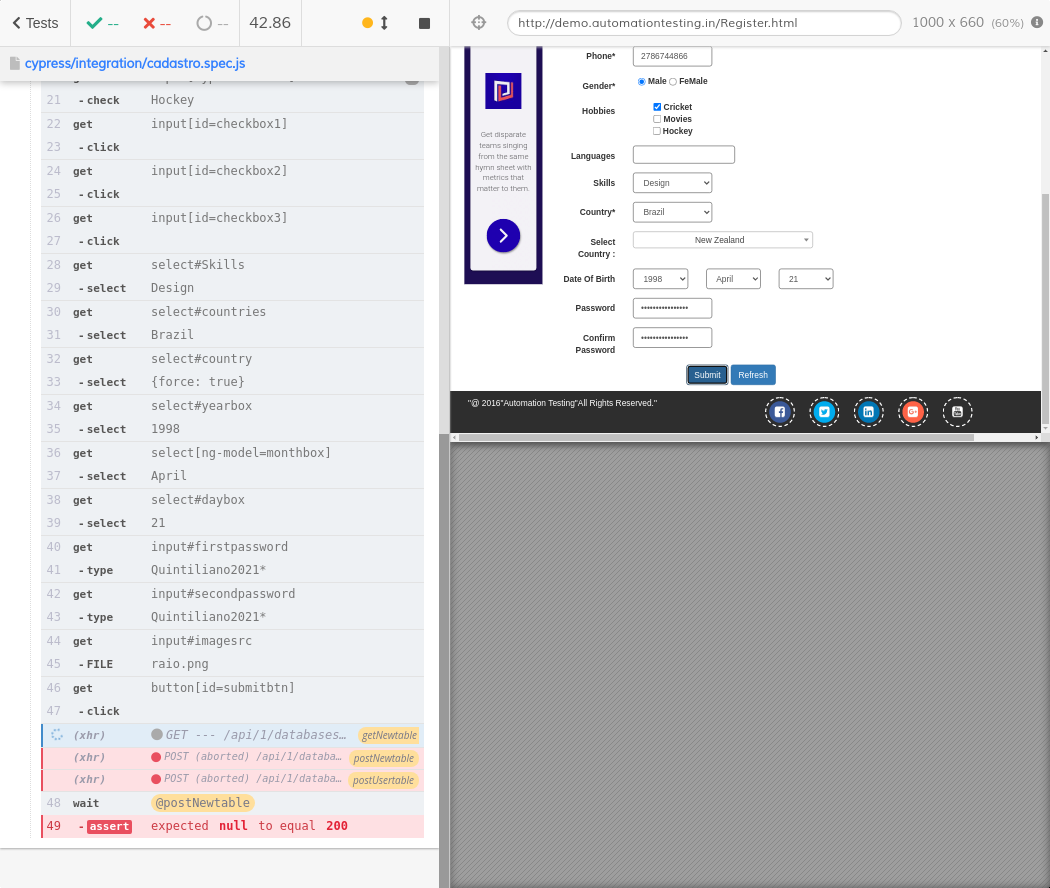 Tests
--
--
--
42.86
http://demo.automationtesting.in/Register.html
1000 x 660 (60%)
cypress/integration/cadastro.spec.js
21 - check Hockey
22 get input[id=checkbox1]
23 - click
24 get input[id=checkbox2]
25 - click
26 get input[id=checkbox3]
27 - click
28 get select#Skills
29 - select Design
30 get select#countries
31 - select Brazil
32 get select#country
33 - select {force: true}
34 get select#yearbox
35 - select 1998
36 get select[ng-model=monthbox]
37 - select April
38 get select#daybox
39 - select 21
40 get input#firstpassword
41 - type Quintiliano2021*
42 get input#secondpassword
43 - type Quintiliano2021*
44 get input#imagesrc
45 - FILE raio.png
46 get button[id=submitbtn]
47 - click
(xhr) GET --- /api/1/databases… getNewtable
(xhr) POST (aborted) /api/1/databa… postNewtable
(xhr) POST (aborted) /api/1/databa… postUsertable
48 wait @postNewtable
49 - assert expected null to equal 200
Get disparate
teams singing
from the same
hymn sheet with
metrics that
matter to them.
Phone* 2786744866
Gender* Male FeMale
Hobbies Cricket
Movies
Hockey
Languages
Skills Design
Country* Brazil
Select
Country :
New Zealand
Date Of Birth 1998 April 21
Password ••••••••••••••••
Confirm
Password
••••••••••••••••
Submit Refresh
"@ 2016"Automation Testing"All Rights Reserved."